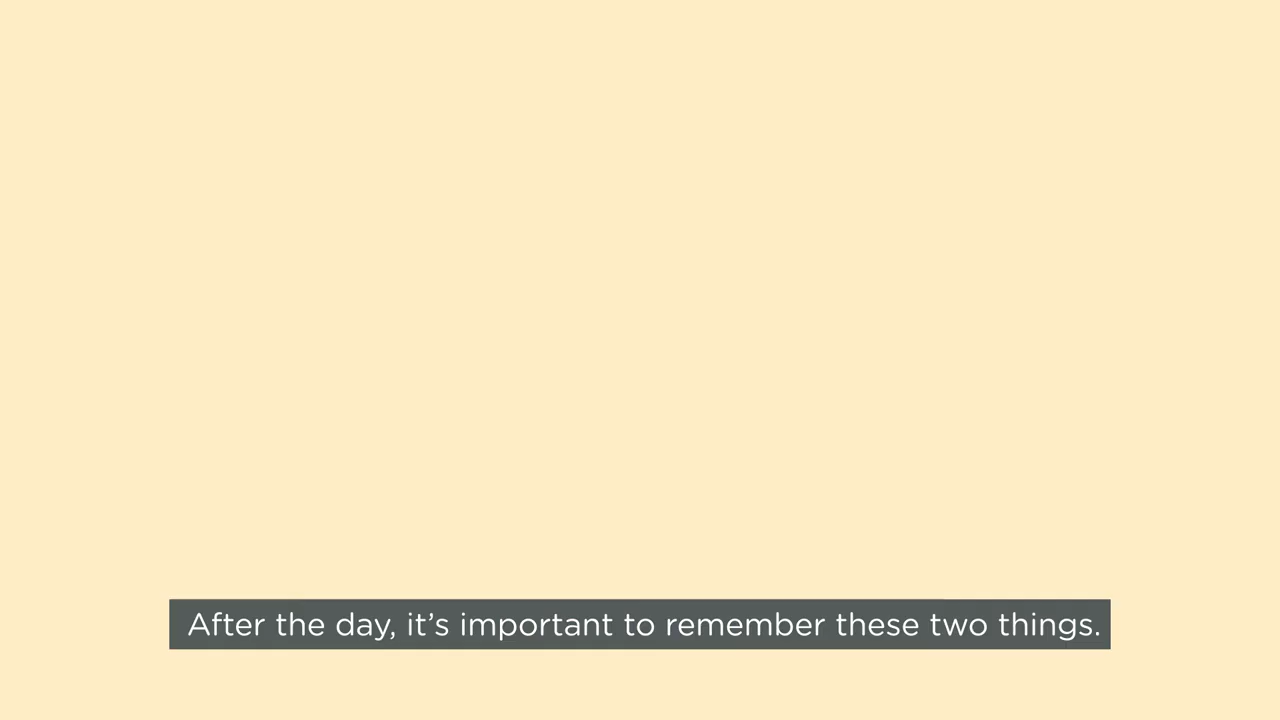 After the day, it’s important to remember these two things.